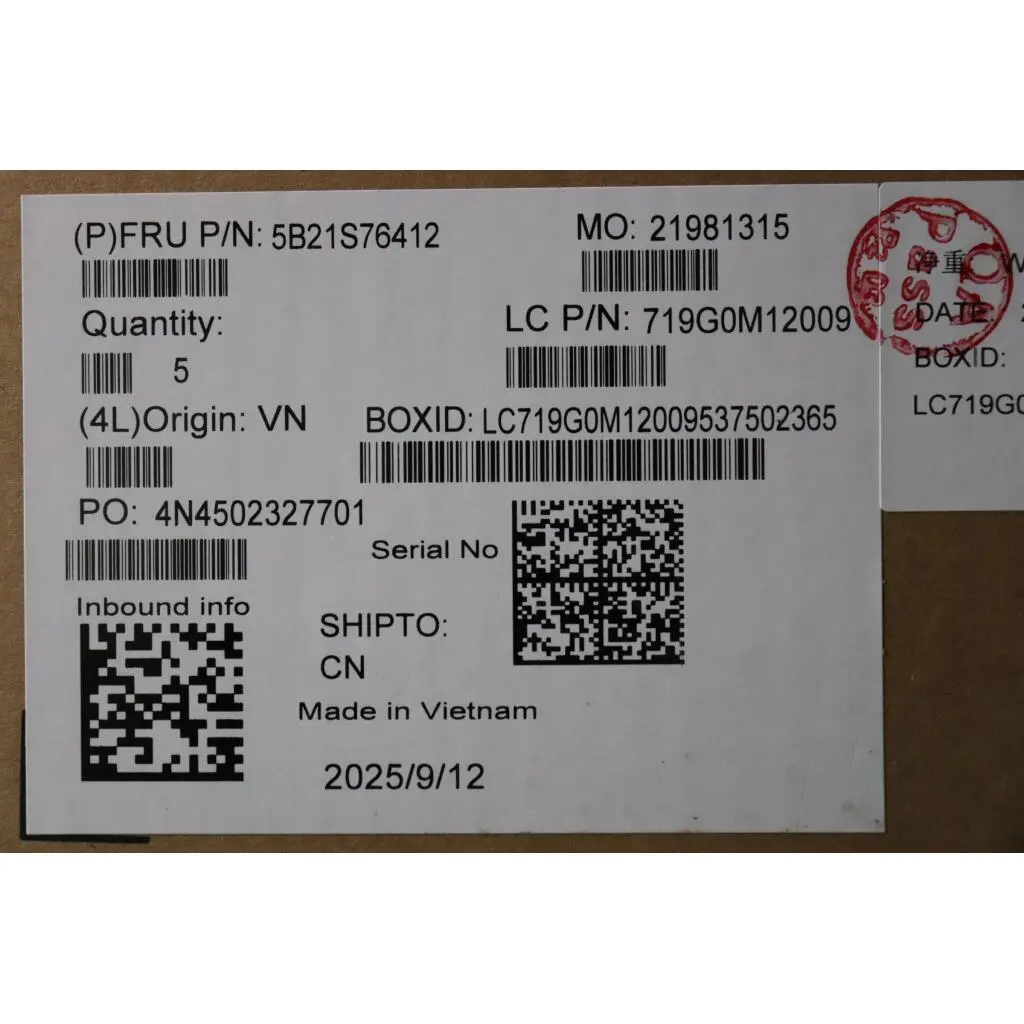 (P)FRU P/N: 5B21S76412
MO: 21981315
Quantity:
5
LC P/N: 719G0M12009
(4L)Origin: VN
BOXID: LC719G0M12009537502365
PO: 4N4502327701
Serial No
Inbound info
SHIPTO:
CN
Made in Vietnam
2025/9/12
净重
DATE:
BOXID:
LC719G0